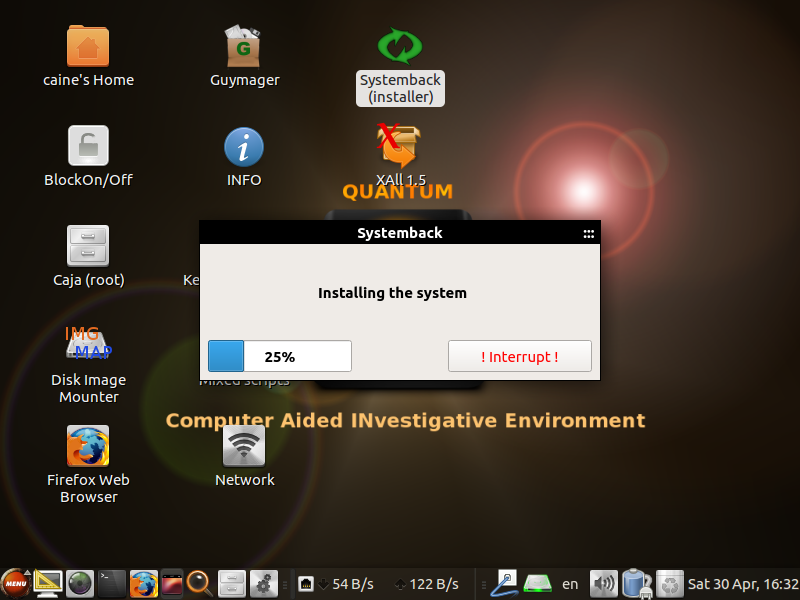 caine's Home
Guymager
Systemback
(installer)
BlockOn/Off
INFO
X
XAll 1.5
QUANTUM
Caja (root)
Ke
Systemback
Installing the system
25%
! Interrupt !
IMG
MAP
Disk Image
Mounter
Mixed scripts
Computer Aided INvestigative Environment
Firefox Web
Browser
Network
MENU
54 B/s
122 B/s
en
Sat 30 Apr, 16:32